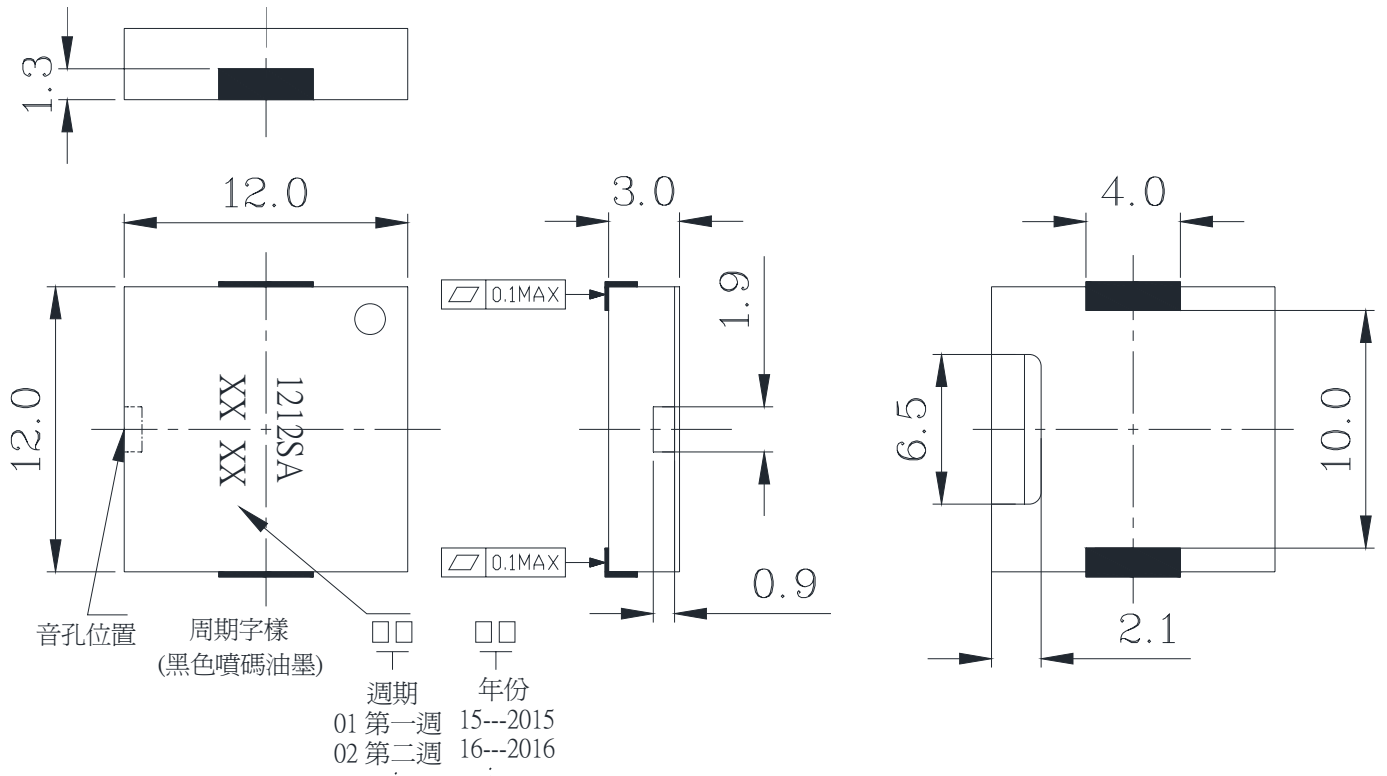 1.3
12.0
3.0
4.0
0.1MAX
1.9
12.0
1212SA
XX XX
6.5
10.0
0.1MAX
0.9
2.1
音孔位置
周期字樣
(黑色噴碼油墨)
□□ □□
週期 年份
01 第一週 15---2015
02 第二週 16---2016